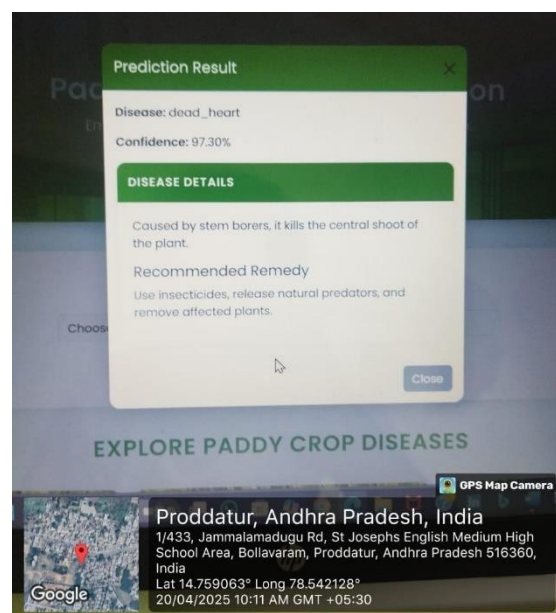 Prediction Result
Disease: dead_heart
Confidence: 97.30%
DISEASE DETAILS
Caused by stem borers, it kills the central shoot of
the plant.
Recommended Remedy
Use insecticides, release natural predators, and
remove affected plants.
Close
EXPLORE PADDY CROP DISEASES
GPS Map Camera
Proddatur, Andhra Pradesh, India
1/433, Jammalamadugu Rd, St Josephs English Medium High
School Area, Bollavaram, Proddatur, Andhra Pradesh 516360,
India
Lat 14.759063° Long 78.542128°
20/04/2025 10:11 AM GMT +05:30
Google